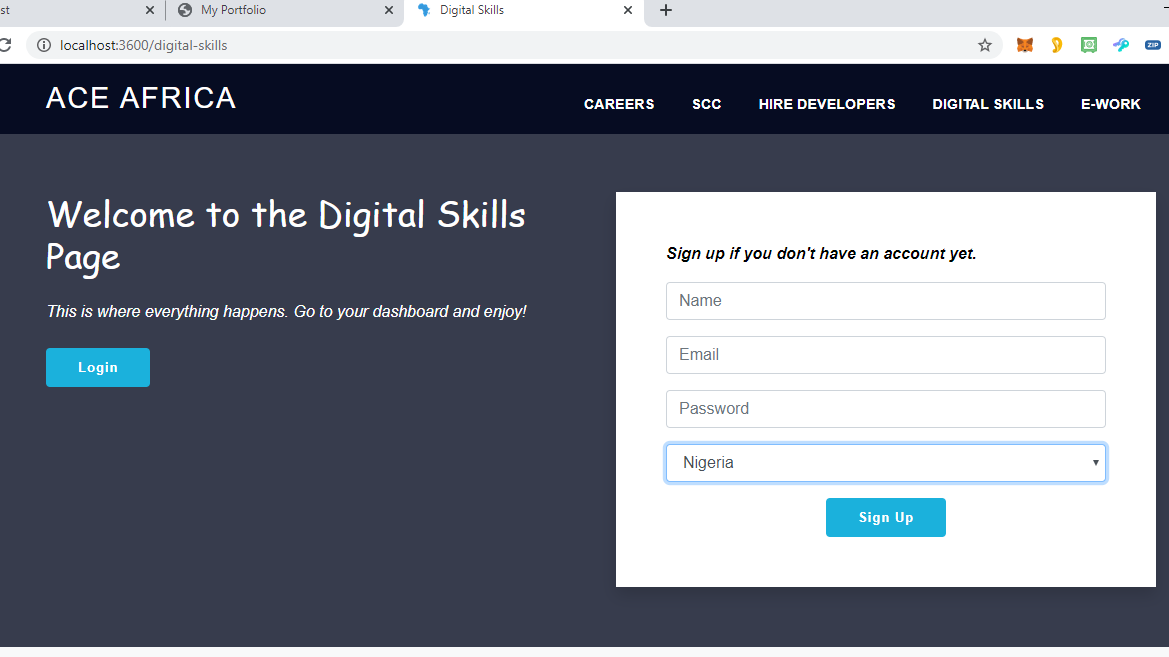 st
My Portfolio
Digital Skills
localhost:3600/digital-skills
ZIP
ACE AFRICA
CAREERS
SCC
HIRE DEVELOPERS
DIGITAL SKILLS
E-WORK
Welcome to the Digital Skills
Page
This is where everything happens. Go to your dashboard and enjoy!
Login
Sign up if you don't have an account yet.
Name
Email
Password
Nigeria
Sign Up